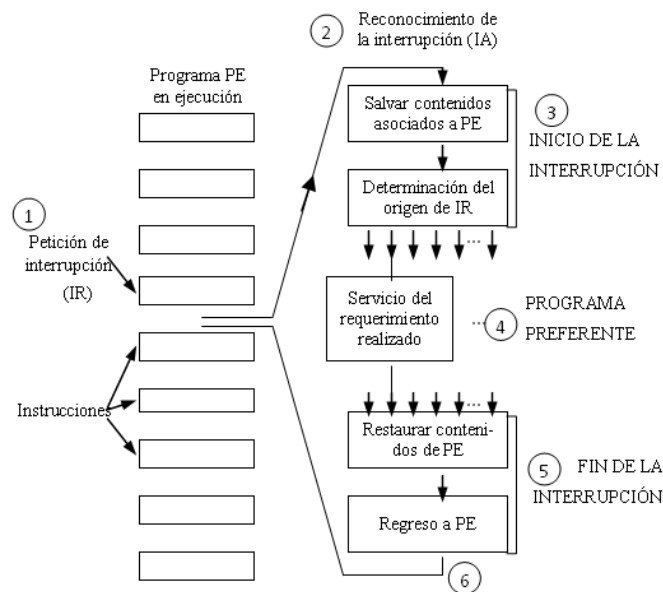 2
Reconocimiento de
la interrupción (IA)
Programa PE
en ejecución
Salvar contenidos
asociados a PE
3
INICIO DE LA
INTERRUPCIÓN
Determinación del
origen de IR
1
Petición de
interrupción
(IR)
Servicio del
requerimiento
realizado
4
PROGRAMA
PREFERENTE
Instrucciones
Restaurar conteni-
dos de PE
5
FIN DE LA
INTERRUPCIÓN
Regreso a PE
6